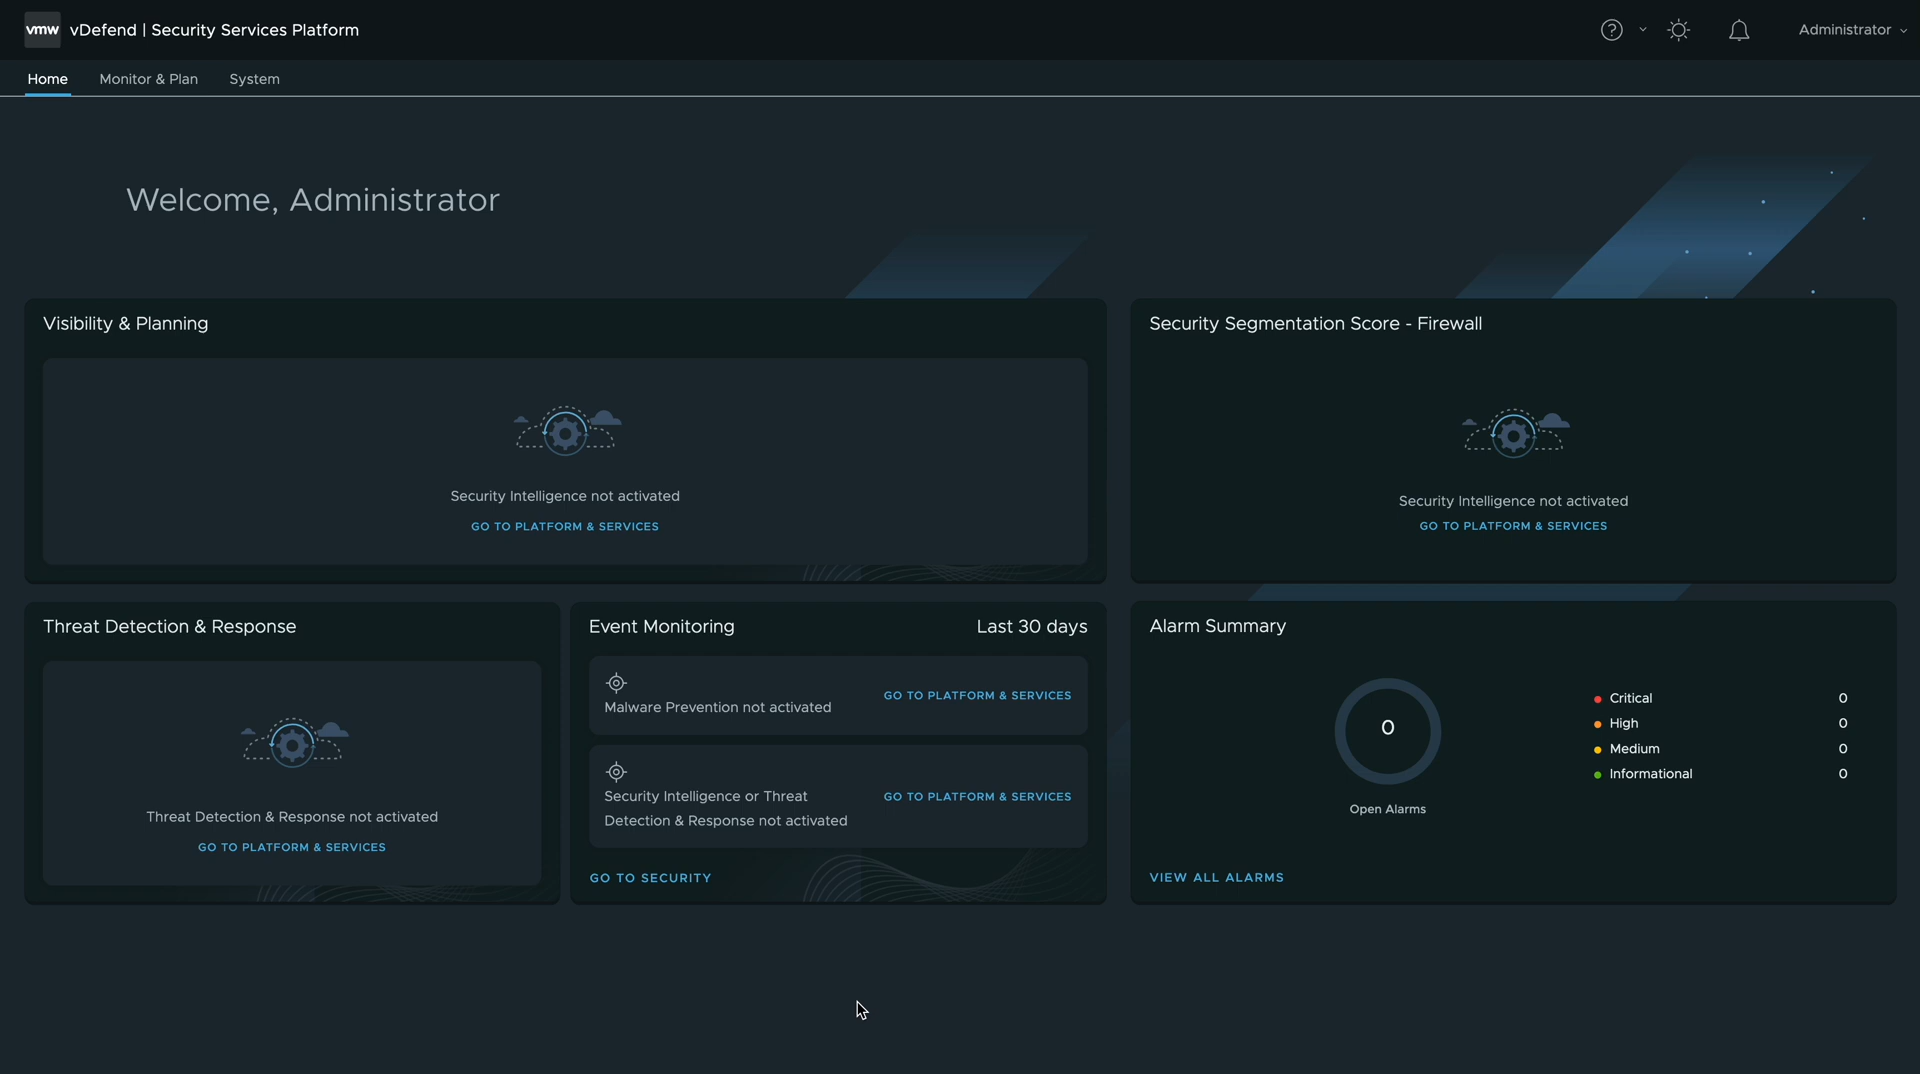 vmw vDefend | Security Services Platform
? Administrator
Home Monitor & Plan System
Welcome, Administrator
Visibility & Planning
Security Intelligence not activated
GO TO PLATFORM & SERVICES
Security Segmentation Score - Firewall
Security Intelligence not activated
GO TO PLATFORM & SERVICES
Threat Detection & Response
Threat Detection & Response not activated
GO TO PLATFORM & SERVICES
Event Monitoring Last 30 days
Malware Prevention not activated
GO TO PLATFORM & SERVICES
Security Intelligence or Threat
Detection & Response not activated
GO TO PLATFORM & SERVICES
GO TO SECURITY
Alarm Summary
0
Open Alarms
Critical 0
High 0
Medium 0
Informational 0
VIEW ALL ALARMS